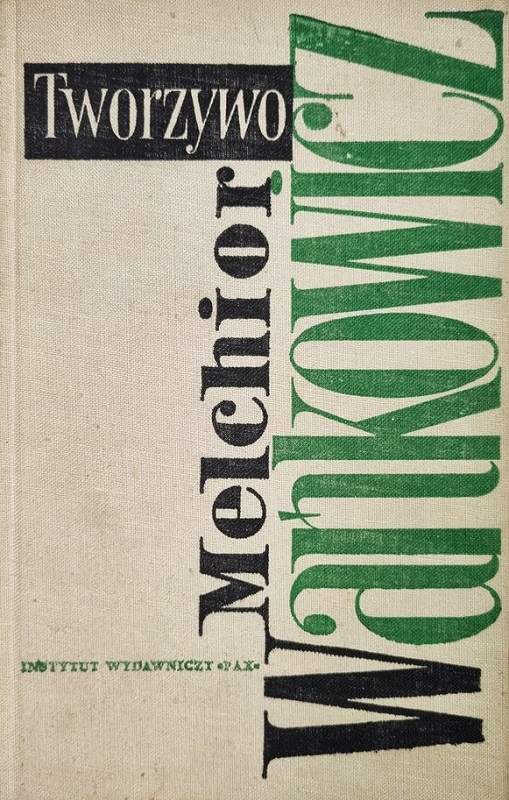 Tworzywo
Melchior
Wańkowicz
INSTYTUT WYDAWNICZY «PAX»